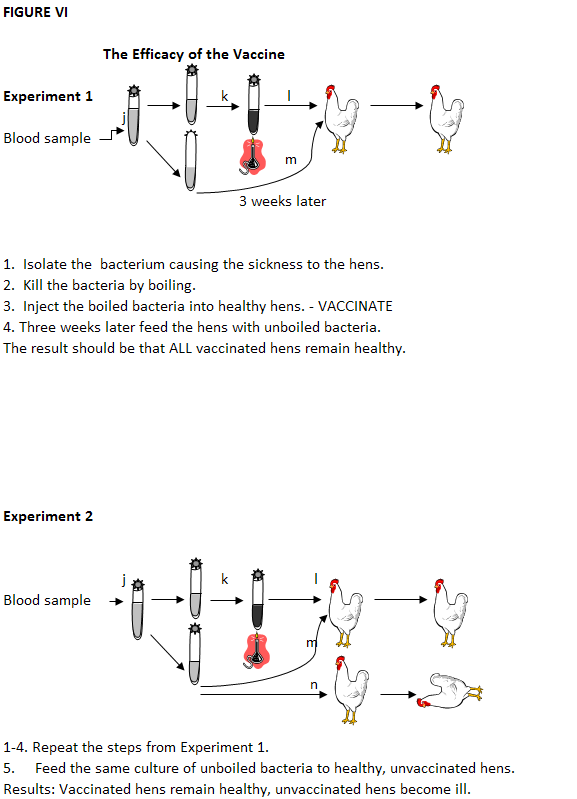 FIGURE VI
The Efficacy of the Vaccine
Experiment 1
k
l
j
Blood sample
m
3 weeks later
1. Isolate the bacterium causing the sickness to the hens.
2. Kill the bacteria by boiling.
3. Inject the boiled bacteria into healthy hens. - VACCINATE
4. Three weeks later feed the hens with unboiled bacteria.
The result should be that ALL vaccinated hens remain healthy.
Experiment 2
j
k
l
Blood sample
m
n
1-4. Repeat the steps from Experiment 1.
5. Feed the same culture of unboiled bacteria to healthy, unvaccinated hens.
Results: Vaccinated hens remain healthy, unvaccinated hens become ill.